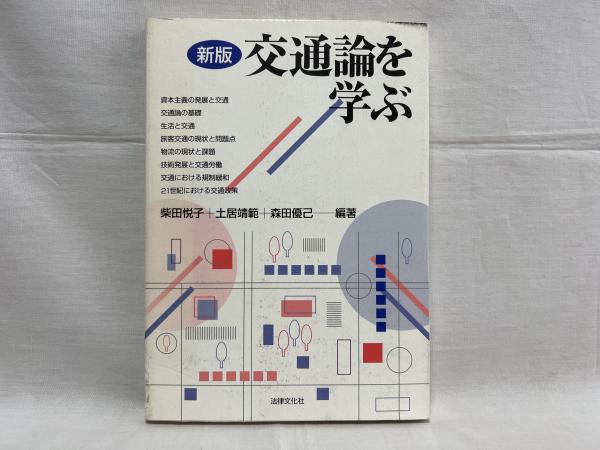 新版
交通論を
学ぶ
資本主義の発展と交通
交通論の基礎
生活と交通
旅客交通の現状と問題点
物流の現状と課題
技術発展と交通労働
交通における規制緩和
21世紀における交通政策
柴田悦子+土居靖範+森田優己――編著
法律文化社